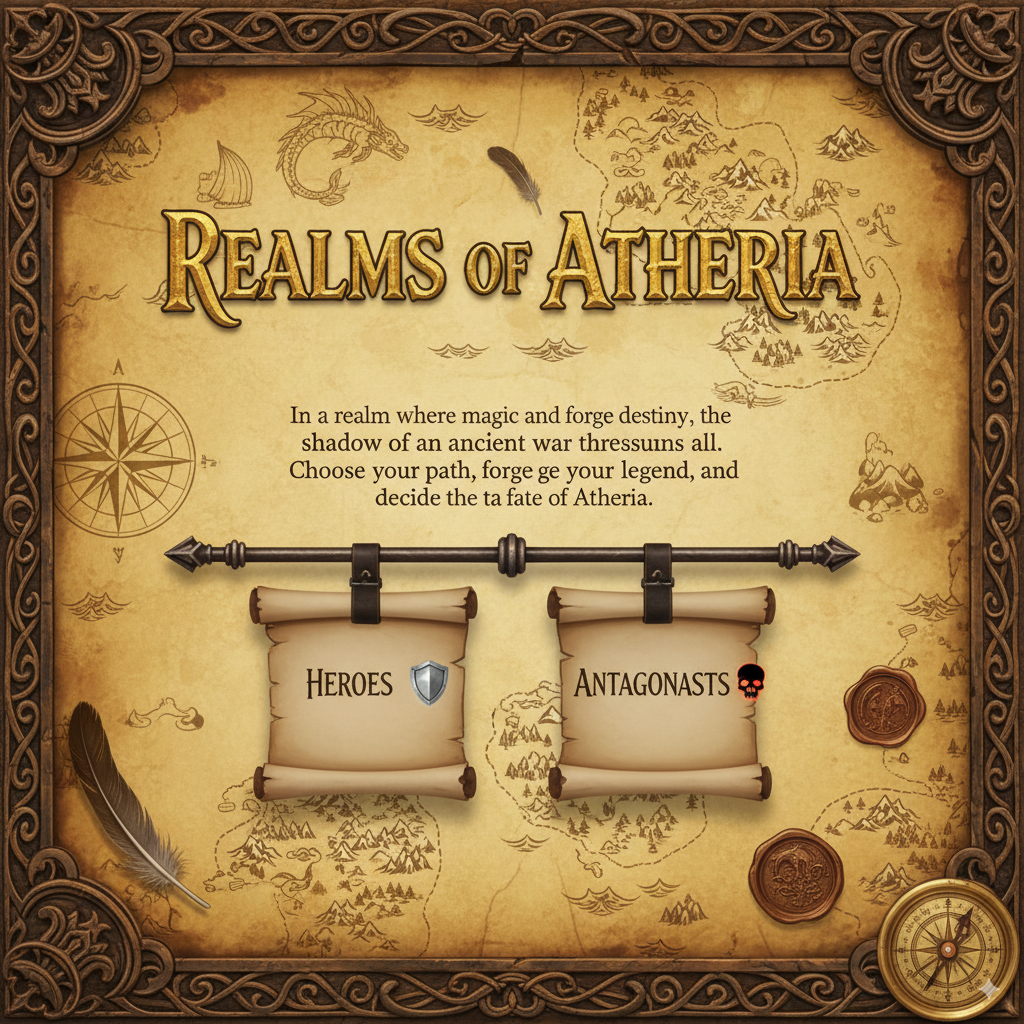 REALMS OF ATHERIA
In a realm where magic and forge destiny, the
shadow of an ancient war thressuıns all.
Choose your path, forge ge your legend, and
decide the ta fate of Atheria.
HEROES
ANTAGONASTS